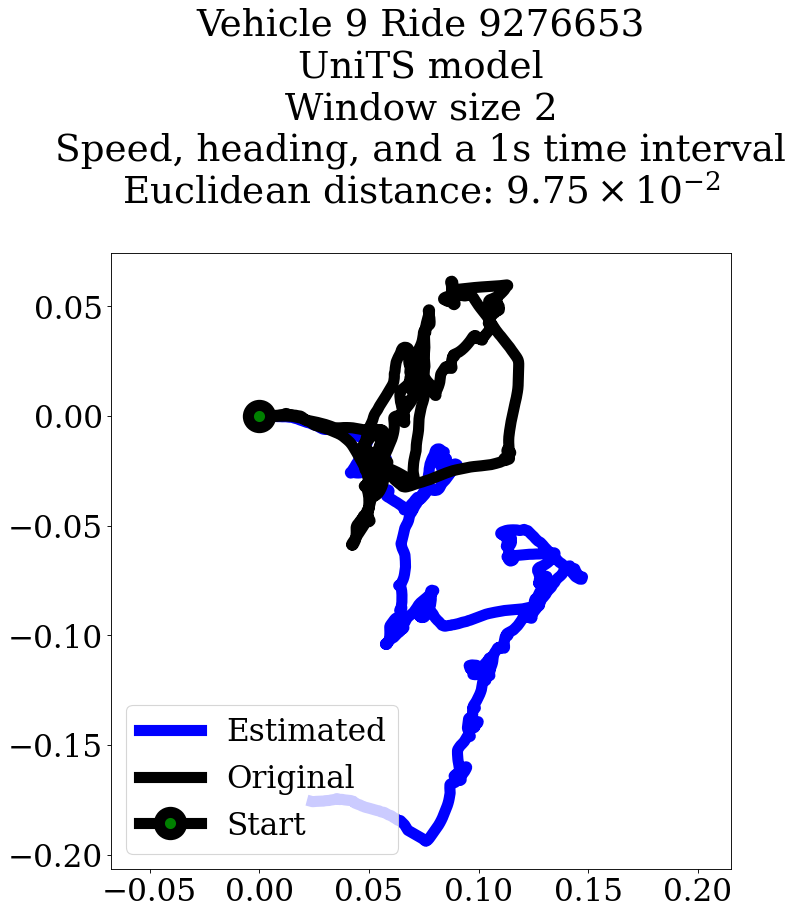 Vehicle 9 Ride 9276653
UniTS model
Window size 2
Speed, heading, and a 1s time interval
Euclidean distance: 9.75 × 10⁻²
0.05
0.00
−0.05
−0.10
−0.15
−0.20
Estimated
Original
Start
−0.05 0.00 0.05 0.10 0.15 0.20